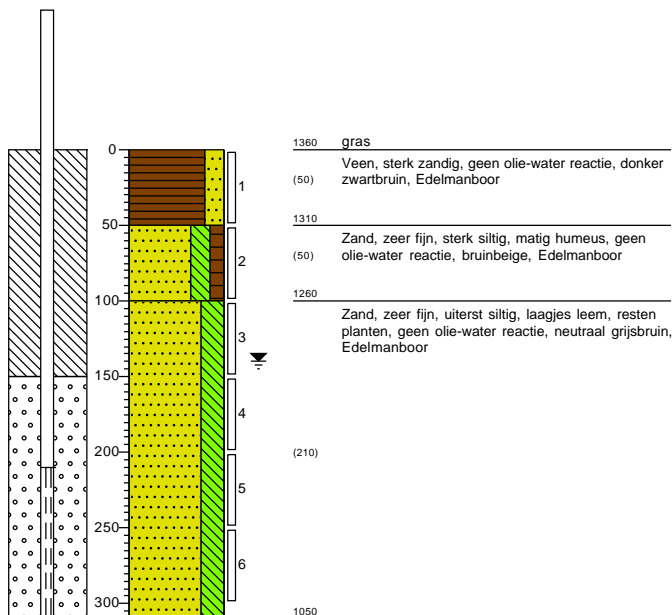 0
50
100
150
200
250
300
1
2
3
4
5
6
1360 gras
Veen, sterk zandig, geen olie-water reactie, donker
(50) zwartbruin, Edelmanboor
1310
Zand, zeer fijn, sterk siltig, matig humeus, geen
(50) olie-water reactie, bruinbeige, Edelmanboor
1260
Zand, zeer fijn, uiterst siltig, laagjes leem, resten
planten, geen olie-water reactie, neutraal grijsbruin,
Edelmanboor
(210)
1050